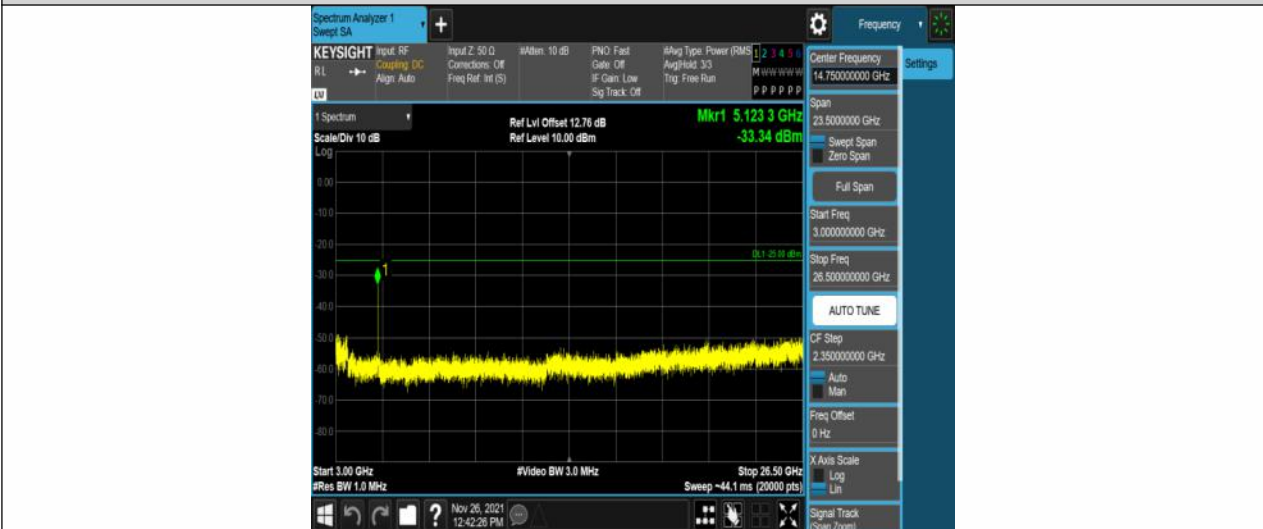 Spectrum Analyzer 1
Swept SA
Frequency
KEYSIGHT
RL
LW
Input: RF
Coupling: DC
Align: Auto
Input Z: 50 Ω
Corrections: Off
Freq Ref: Int (S)
#Atten: 10 dB
PNO: Fast
Gate: Off
IF Gain: Low
Sig Track: Off
#Avg Type: Power (RMS
Avg|Hold: 3/3
Trig: Free Run
1 2 3 4 5 6
M W W W W W
P P P P P P
Center Frequency
14.750000000 GHz
Settings
1 Spectrum
Scale/Div 10 dB
Ref Lvl Offset 12.76 dB
Ref Level 10.00 dBm
Mkr1 5.123 3 GHz
-33.34 dBm
Log
0.00
-10.0
-20.0
-30.0
-40.0
-50.0
-60.0
-70.0
-80.0
DL1 -25.00 dBm
1
Start 3.00 GHz
#Res BW 1.0 MHz
#Video BW 3.0 MHz
Stop 26.50 GHz
Sweep ~44.1 ms (20000 pts)
Span
23.5000000 GHz
Swept Span
Zero Span
Full Span
Start Freq
3.000000000 GHz
Stop Freq
26.500000000 GHz
AUTO TUNE
CF Step
2.350000000 GHz
Auto
Man
Freq Offset
0 Hz
X Axis Scale
Log
Lin
Signal Track
(Span Zoom)
?
Nov 26, 2021
12:42:26 PM